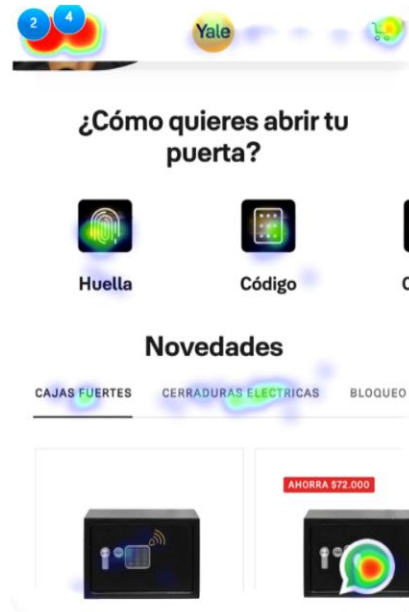 2 4
Yale
¿Cómo quieres abrir tu
puerta?
Huella Código C
Novedades
CAJAS FUERTES CERRADURAS ELECTRICAS BLOQUEO
AHORRA $72.000